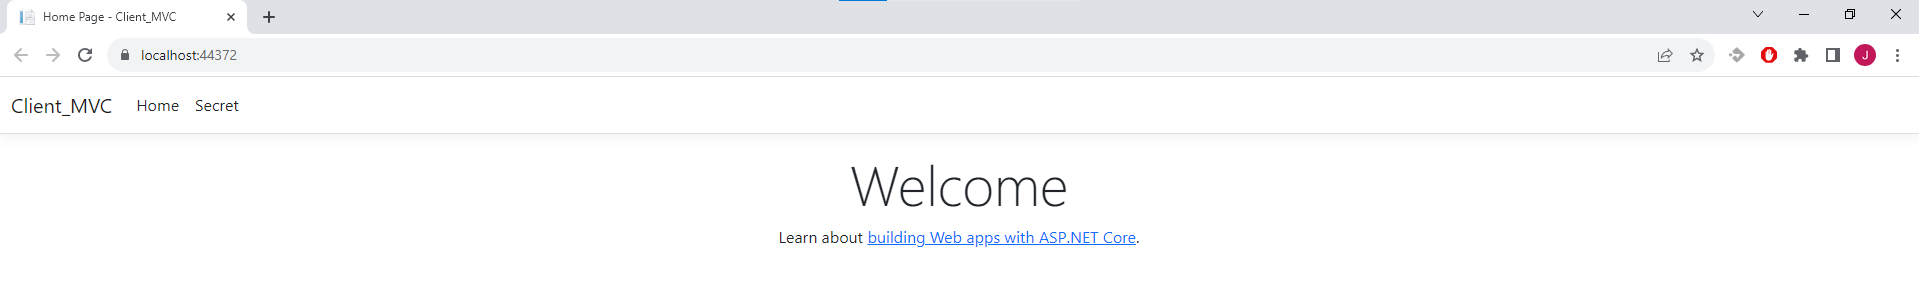 Home Page - Client_MVC
localhost:44372
J
Client_MVC Home Secret
Welcome
Learn about building Web apps with ASP.NET Core.